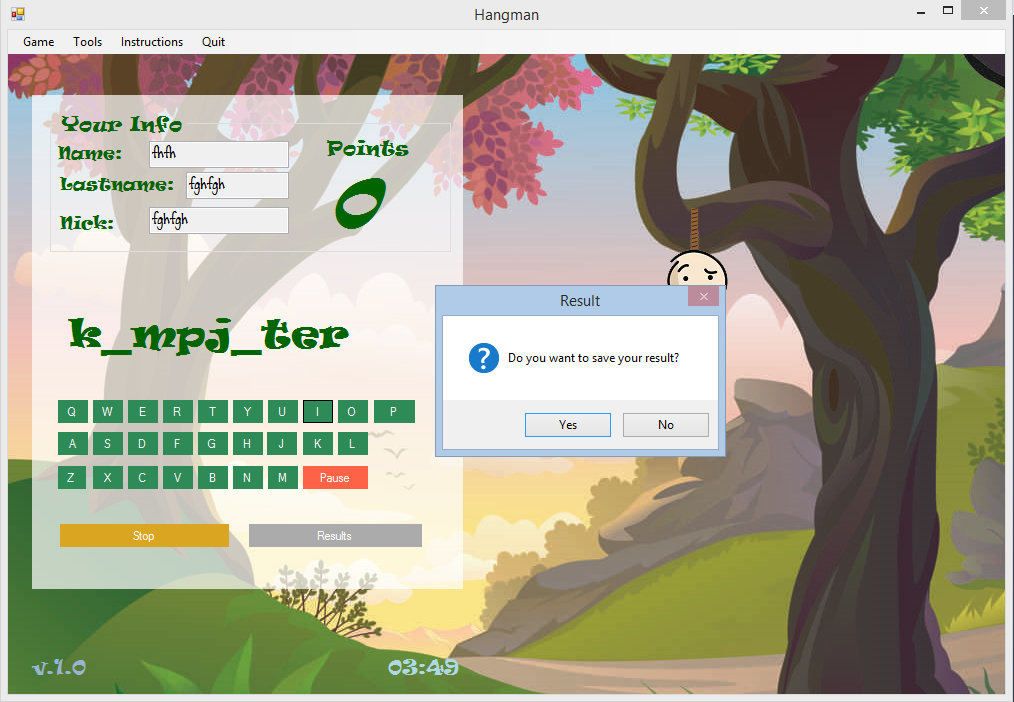 Hangman
Game Tools Instructions Quit
Your Info
Name: fhfh
Points
Lastname: fghfgh
0
Nick: fghfgh
k_mpj_ter
Result
Do you want to save your result?
Yes No
Q W E R T Y U I O P
A S D F G H J K L
Z X C V B N M Pause
Stop Results
v.1.0 03:49